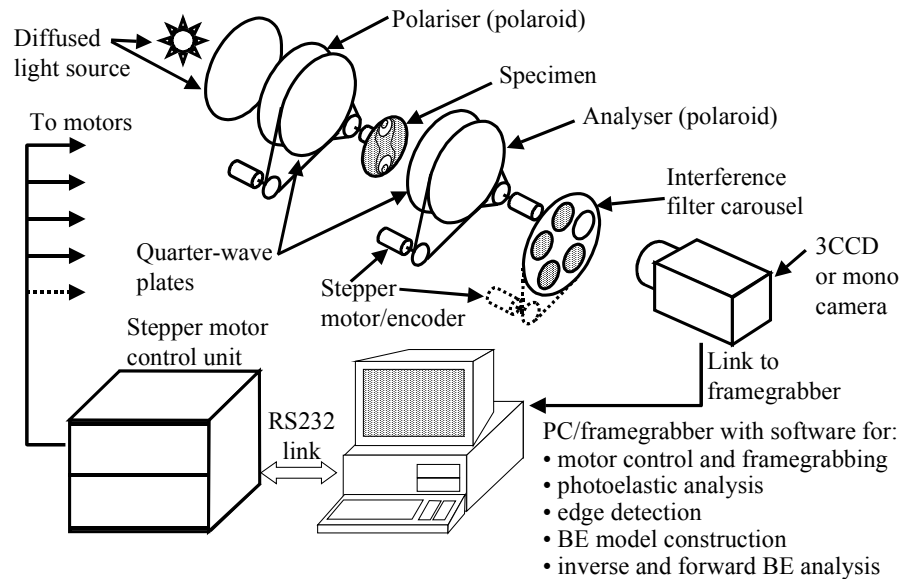 Polariser (polaroid)
Diffused
light source
Specimen
To motors
Analyser (polaroid)
Interference
filter carousel
Quarter-wave
plates
3CCD
or mono
camera
Stepper
motor/encoder
Stepper motor
control unit
Link to
framegrabber
RS232
link
PC/framegrabber with software for:
• motor control and framegrabbing
• photoelastic analysis
• edge detection
• BE model construction
• inverse and forward BE analysis